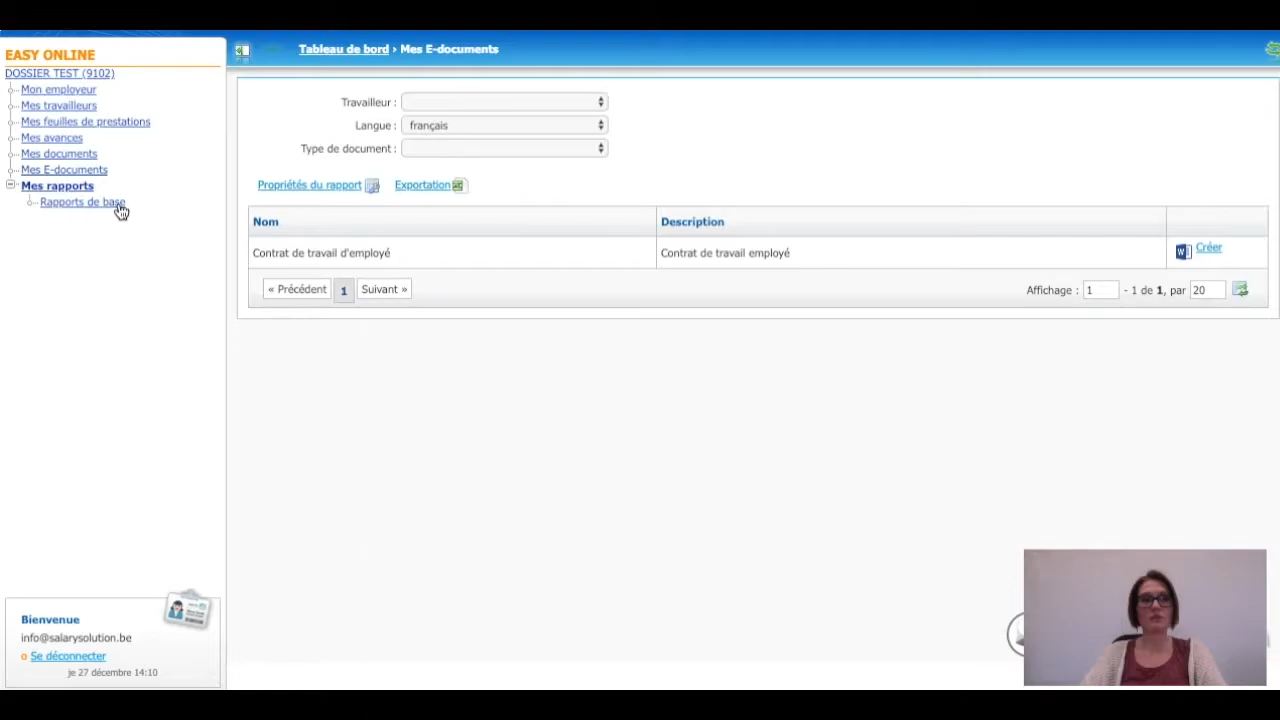 EASY ONLINE
DOSSIER TEST (9102)
Mon employeur
Mes travailleurs
Mes feuilles de prestations
Mes avances
Mes documents
Mes E-documents
Mes rapports
Rapports de base
Bienvenue
info@salarysolution.be
Se déconnecter
je 27 décembre 14:10
Tableau de bord › Mes E-documents
Travailleur :
Langue : français
Type de document :
Propriétés du rapport Exportation
Nom Description
Contrat de travail d'employé Contrat de travail employé Créer
« Précédent 1 Suivant » Affichage : 1 - 1 de 1, par 20